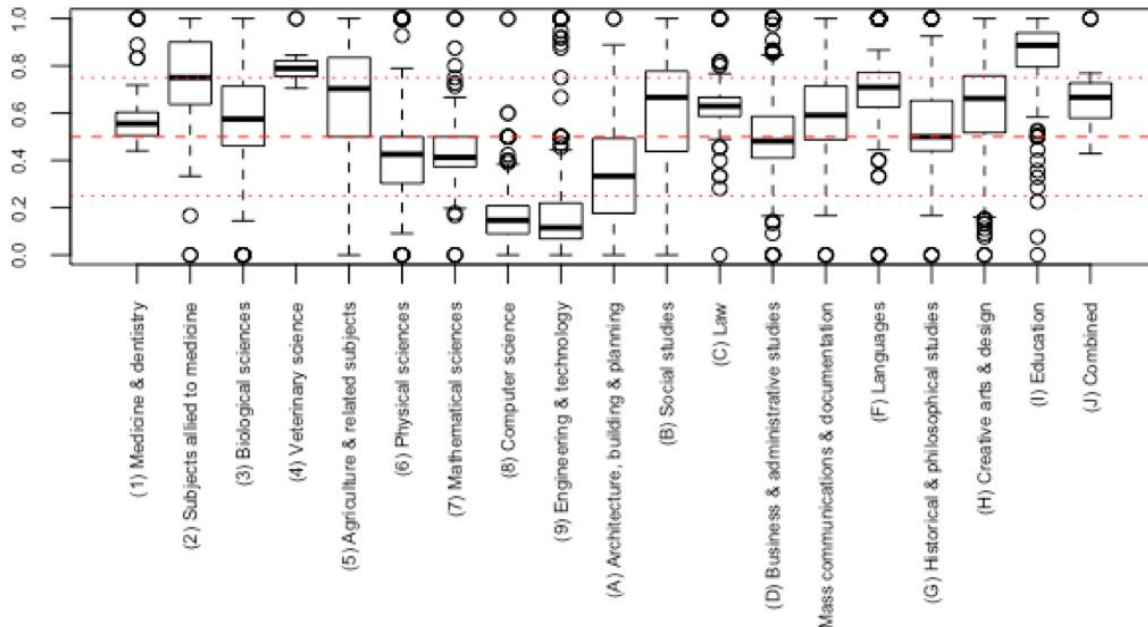 1.0
0.8
0.6
0.4
0.2
0.0
(1) Medicine & dentistry
(2) Subjects allied to medicine
(3) Biological sciences
(4) Veterinary science
(5) Agriculture & related subjects
(6) Physical sciences
(7) Mathematical sciences
(8) Computer science
(9) Engineering & technology
(A) Architecture, building & planning
(B) Social studies
(C) Law
(D) Business & administrative studies
Mass communications & documentation
(F) Languages
(G) Historical & philosophical studies
(H) Creative arts & design
(I) Education
(J) Combined